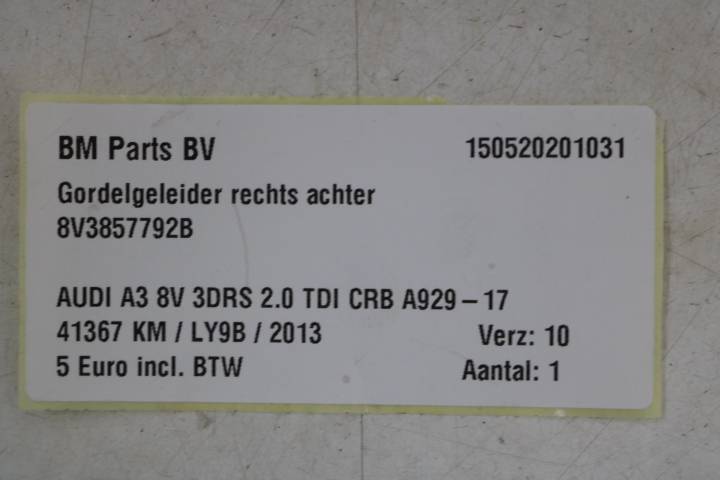 BM Parts BV 150520201031
Gordelgeleider rechts achter
8V3857792B
AUDI A3 8V 3DRS 2.0 TDI CRB A929 – 17
41367 KM / LY9B / 2013 Verz: 10
5 Euro incl. BTW Aantal: 1